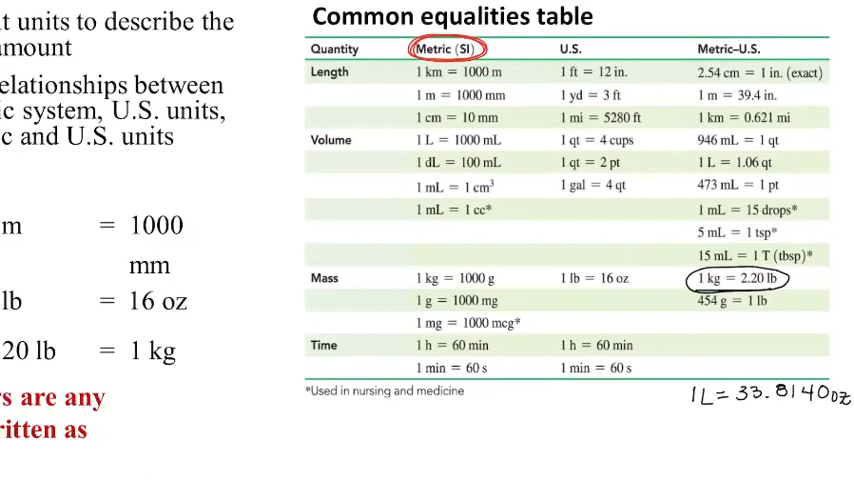 t units to describe the
amount
elationships between
ic system, U.S. units,
c and U.S. units
m = 1000
mm
lb = 16 oz
20 lb = 1 kg
rs are any
ritten as
Common equalities table
Quantity Metric (SI) U.S. Metric–U.S.
Length 1 km = 1000 m 1 ft = 12 in. 2.54 cm = 1 in. (exact)
1 m = 1000 mm 1 yd = 3 ft 1 m = 39.4 in.
1 cm = 10 mm 1 mi = 5280 ft 1 km = 0.621 mi
Volume 1 L = 1000 mL 1 qt = 4 cups 946 mL = 1 qt
1 dL = 100 mL 1 qt = 2 pt 1 L = 1.06 qt
1 mL = 1 cm³ 1 gal = 4 qt 473 mL = 1 pt
1 mL = 1 cc* 1 mL = 15 drops*
5 mL = 1 tsp*
15 mL = 1 T (tbsp)*
Mass 1 kg = 1000 g 1 lb = 16 oz 1 kg = 2.20 lb
1 g = 1000 mg 454 g = 1 lb
1 mg = 1000 mcg*
Time 1 h = 60 min 1 h = 60 min
1 min = 60 s 1 min = 60 s
*Used in nursing and medicine
1L = 33.8140oz